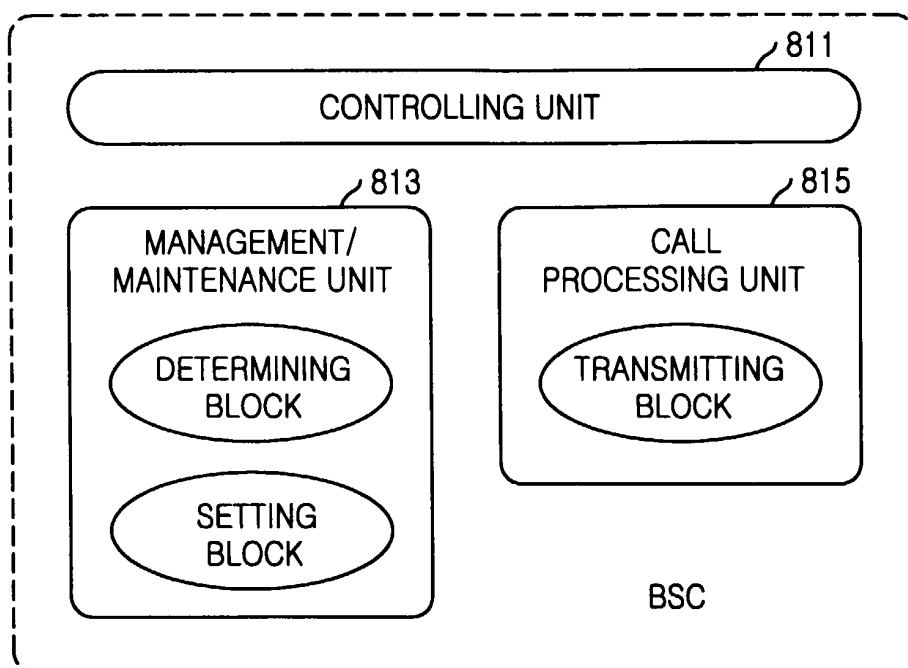 811
CONTROLLING UNIT
813
MANAGEMENT/
MAINTENANCE UNIT
DETERMINING
BLOCK
SETTING
BLOCK
815
CALL
PROCESSING UNIT
TRANSMITTING
BLOCK
BSC